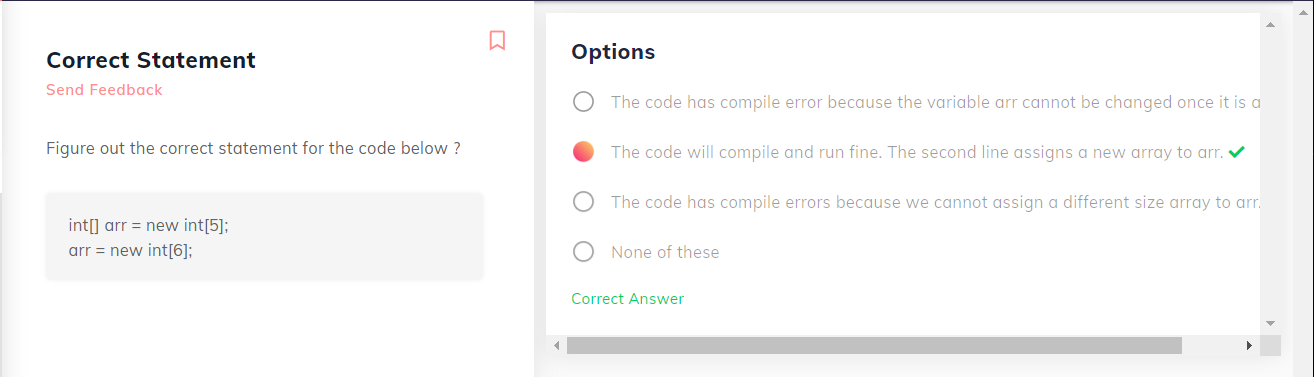 Correct Statement
Send Feedback
Figure out the correct statement for the code below ?
int[] arr = new int[5];
arr = new int[6];
Options
The code has compile error because the variable arr cannot be changed once it is a
The code will compile and run fine. The second line assigns a new array to arr.
The code has compile errors because we cannot assign a different size array to arr.
None of these
Correct Answer